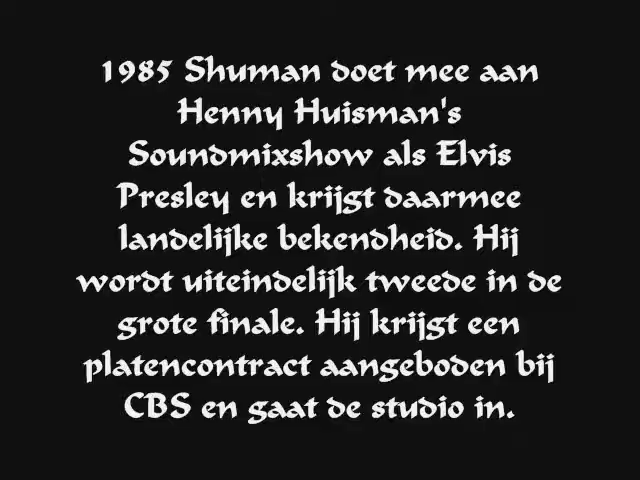 1985 Shuman doet mee aan
Henny Huisman's
Soundmixshow als Elvis
Presley en krijgt daarmee
landelijke bekendheid. Hij
wordt uiteindelijk tweede in de
grote finale. Hij krijgt een
platencontract aangeboden bij
CBS en gaat de studio in.